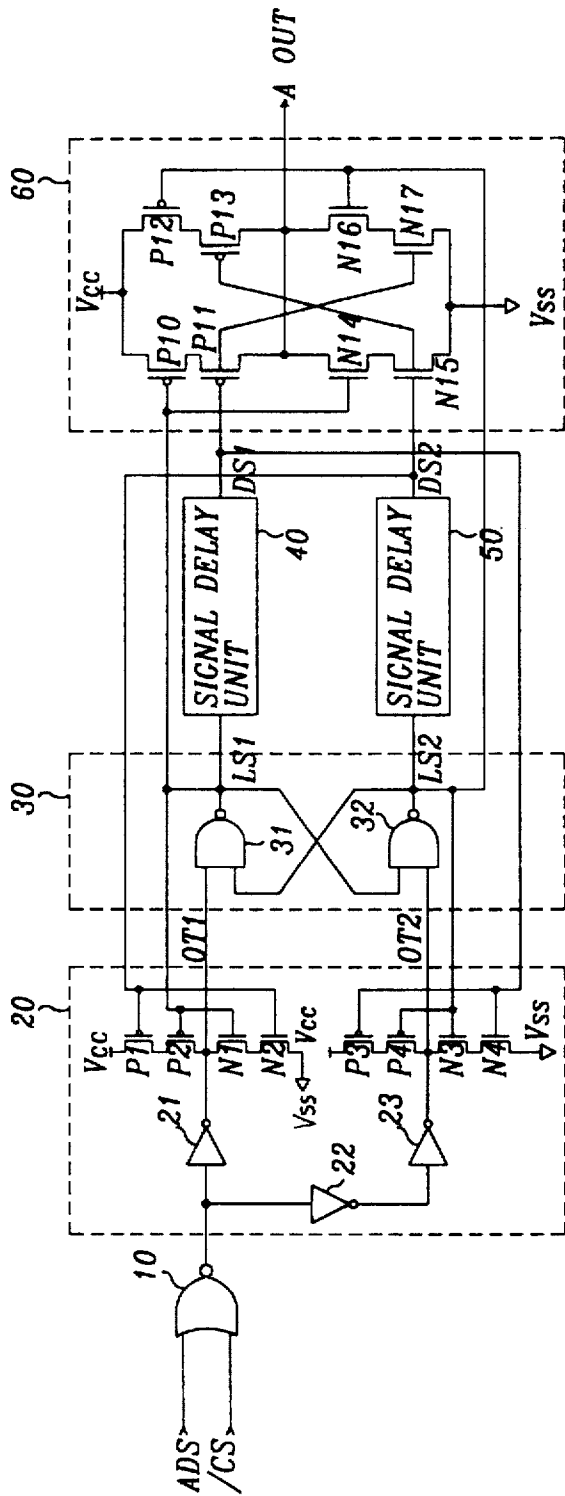 ADS
/CS
10
20
21
22
23
Vcc
P1
P2
N1
N2
Vss
Vcc
P3
P4
N3
N4
Vss
OT1
OT2
30
31
32
LS1
LS2
SIGNAL DELAY
UNIT
40
SIGNAL DELAY
UNIT
50
DS1
DS2
60
Vcc
P10
P11
P12
P13
N14
N15
N16
N17
Vss
A OUT